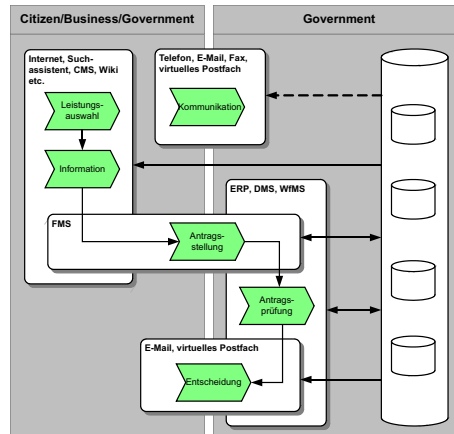 Citizen/Business/Government
Government
Internet, Such-
assistent, CMS, Wiki
etc.
Telefon, E-Mail, Fax,
virtuelles Postfach
Leistungs-
auswahl
Kommunikation
Information
ERP, DMS, WfMS
FMS
Antrags-
stellung
Antrags-
prüfung
E-Mail, virtuelles Postfach
Entscheidung